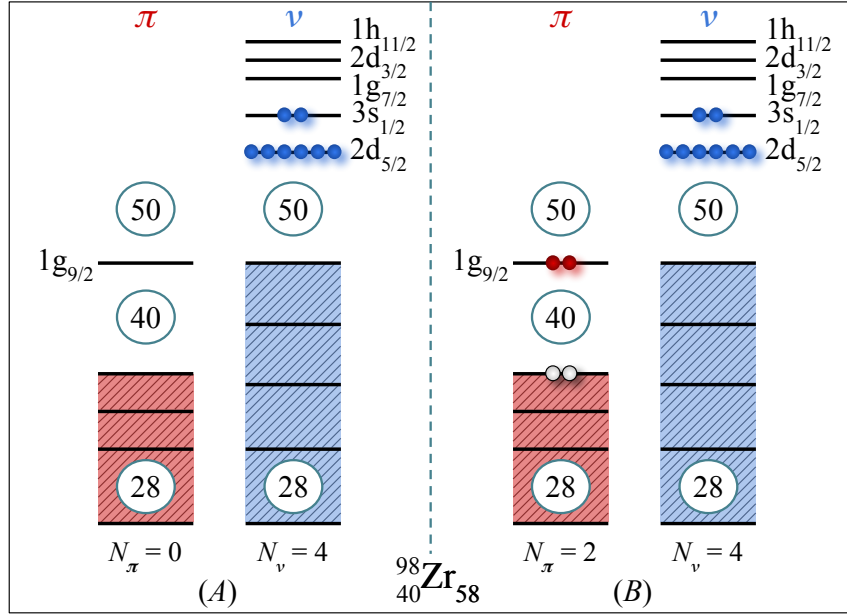 π ν π ν
1h11/2 1h11/2
2d3/2 2d3/2
1g7/2 1g7/2
3s1/2 3s1/2
2d5/2 2d5/2
50 50 50 50
1g9/2 1g9/2
40 40
28 28 28 28
Nπ = 0 Nν = 4 Nπ = 2 Nν = 4
(A) 98 40 Zr58 (B)